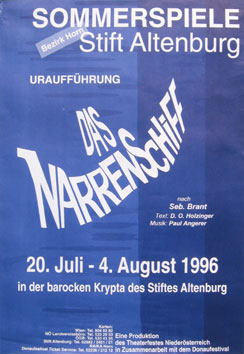 SOMMERSPIELE
Bezirk Horn
Stift Altenburg
URAUFFÜHRUNG
DAS
NARRENSCHIFF
nach
Seb. Brant
Text: D. O. Holzinger
Musik: Paul Angerer
20. Juli - 4. August 1996
in der barocken Krypta des Stiftes Altenburg
Karten:
Eine Produktion
des Theaterfestes Niederösterreich
in Zusammenarbeit mit dem Donaufestival